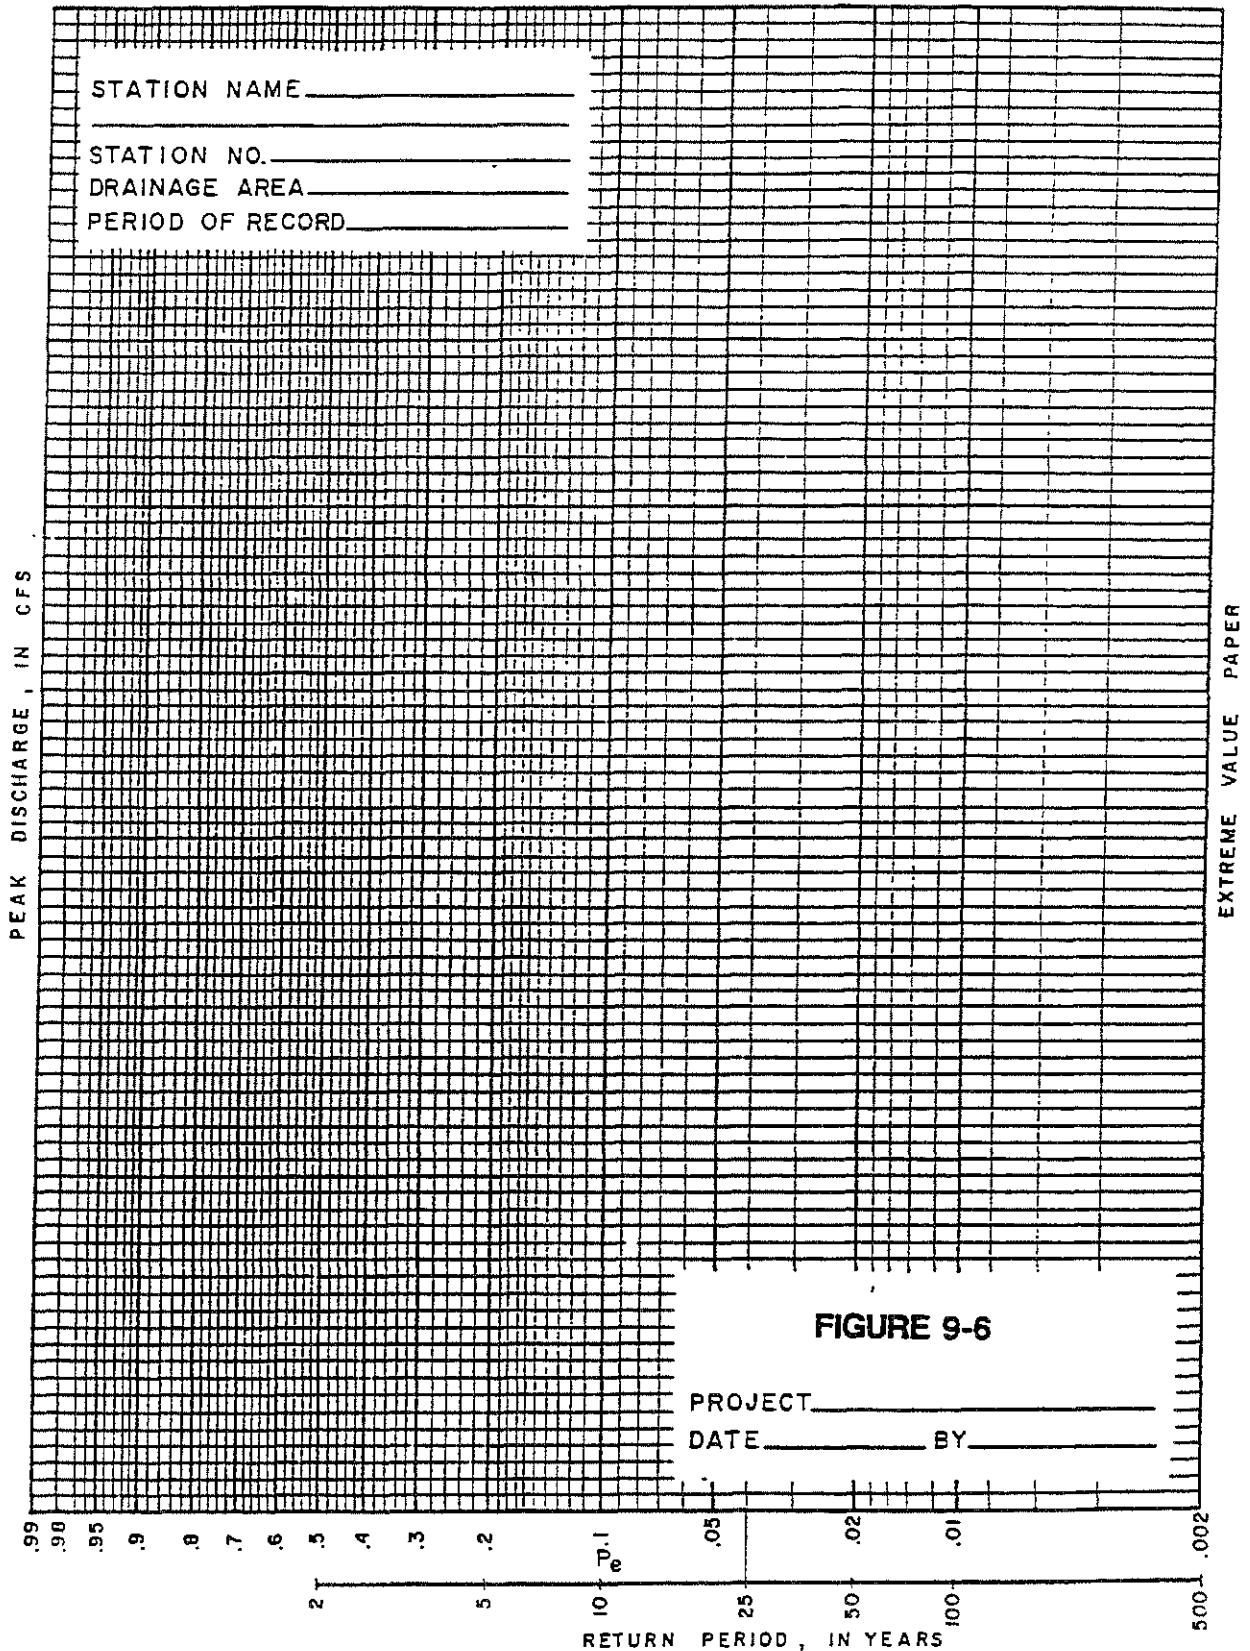 STATION NAME
STATION NO.
DRAINAGE AREA
PERIOD OF RECORD
PEAK DISCHARGE, IN CFS
EXTREME VALUE PAPER
FIGURE 9-6
PROJECT
DATE BY
.99 .98 .95 .9 .8 .7 .6 .5 .4 .3 .2 .1 .05 .02 .01 .002
Pe
2 5 10 25 50 100 500
RETURN PERIOD, IN YEARS